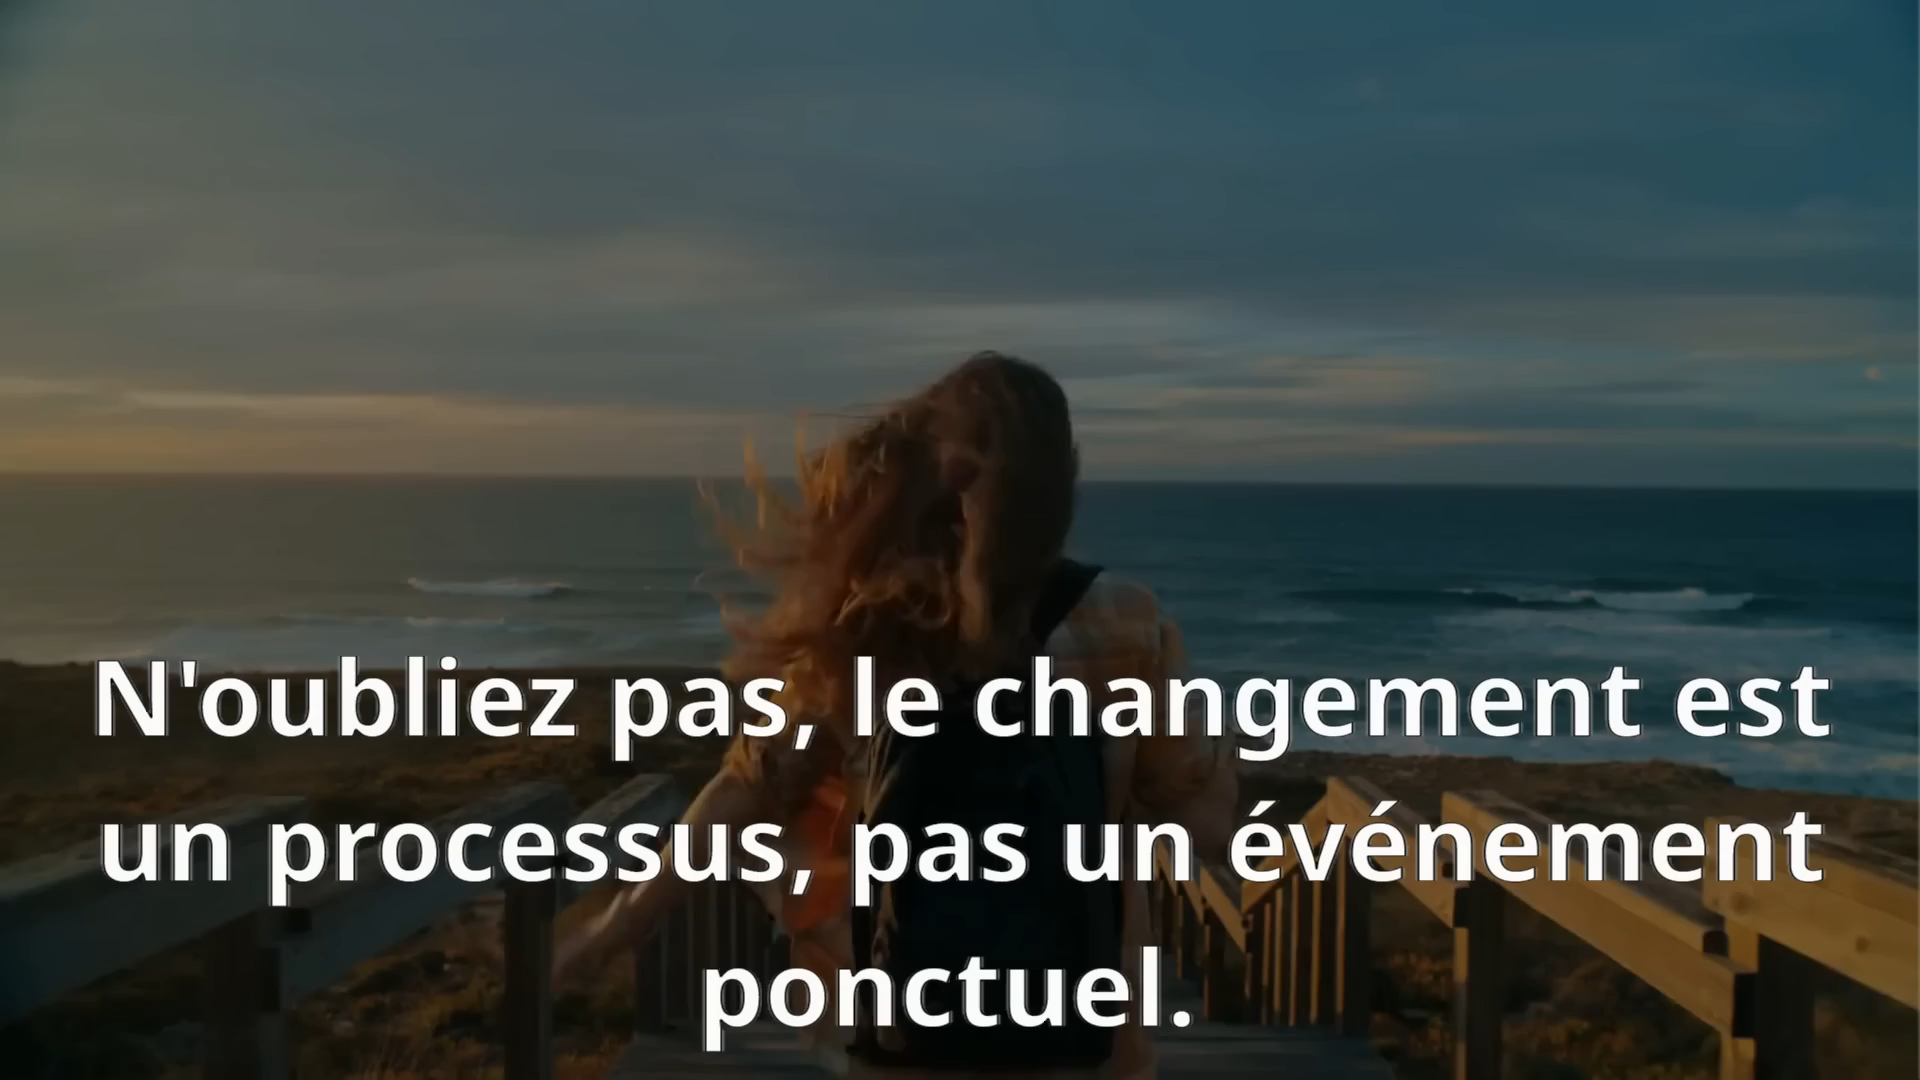 N'oubliez pas, le changement est
un processus, pas un événement
ponctuel.